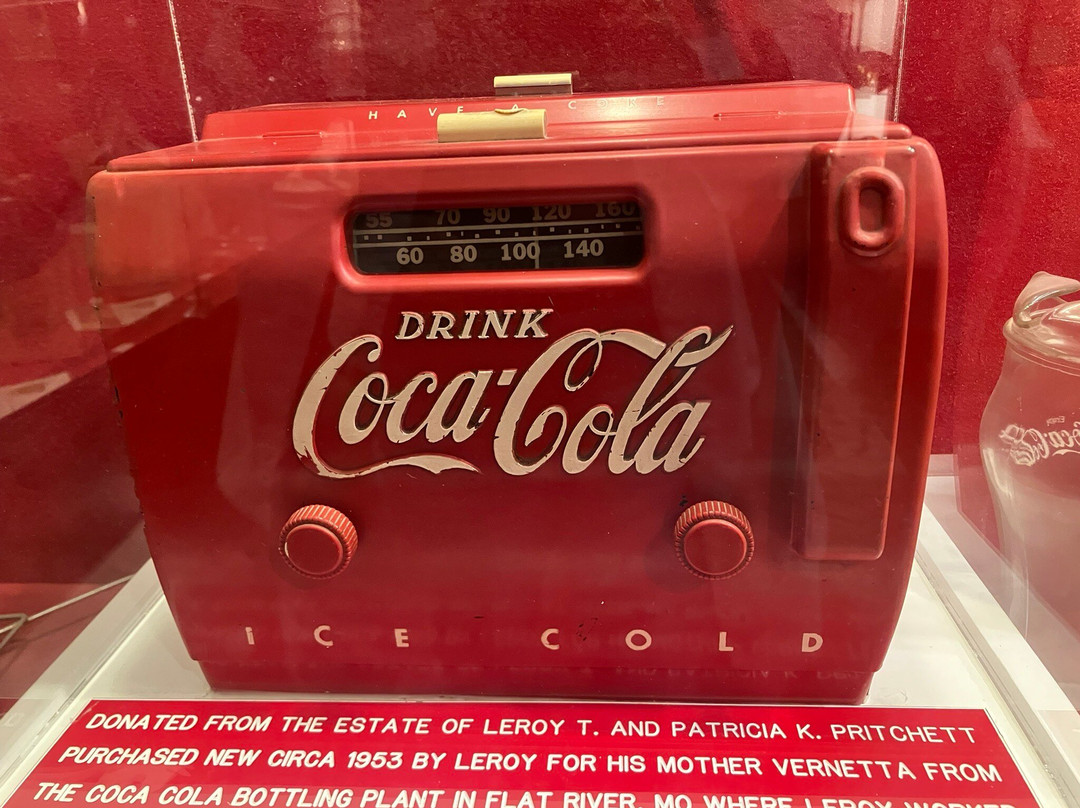 HAVE A COKE
55 70 90 120 160
60 80 100 140
DRINK
Coca-Cola
ICE COLD
DONATED FROM THE ESTATE OF LEROY T. AND PATRICIA K. PRITCHETT
PURCHASED NEW CIRCA 1953 BY LEROY FOR HIS MOTHER VERNETTA FROM
THE COCA COLA BOTTLING PLANT IN FLAT RIVER, MO WHERE LEROY